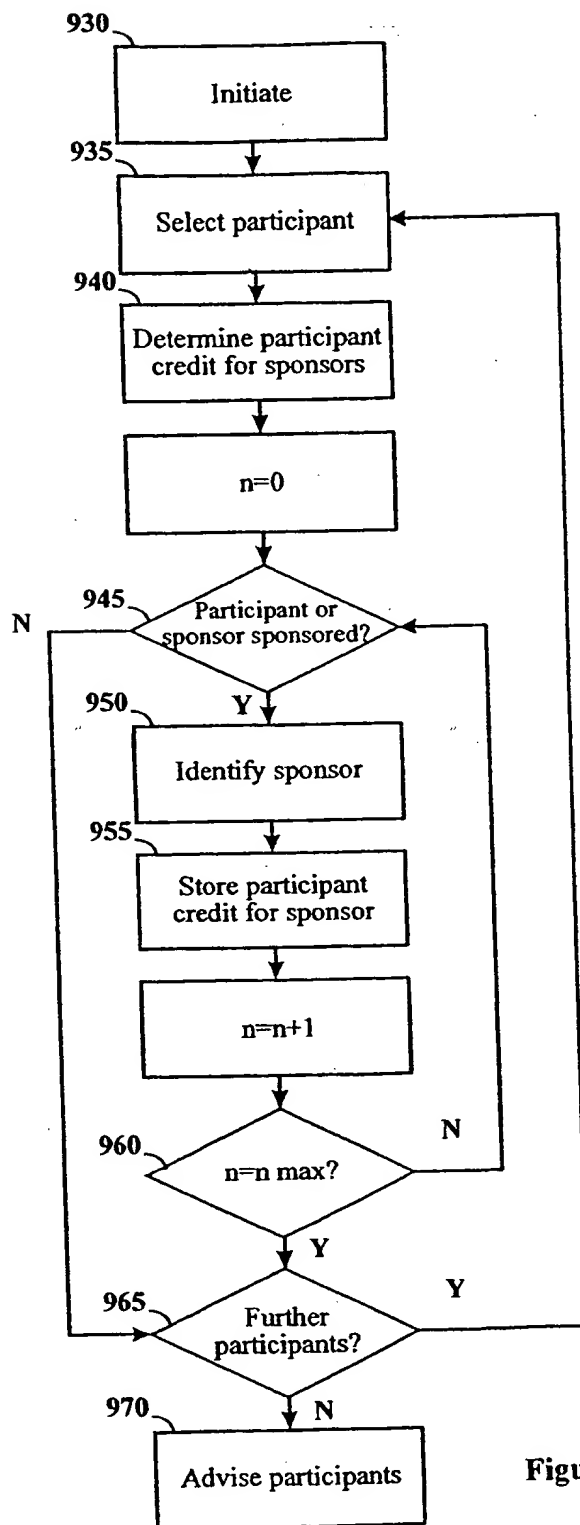 930
Initiate
935
Select participant
940
Determine participant
credit for sponsors
n=0
945
N
Participant or
sponsor sponsored?
Y
950
Identify sponsor
955
Store participant
credit for sponsor
n=n+1
960
N
n=n max?
Y
965
Y
Further
participants?
N
970
Advise participants
Figu